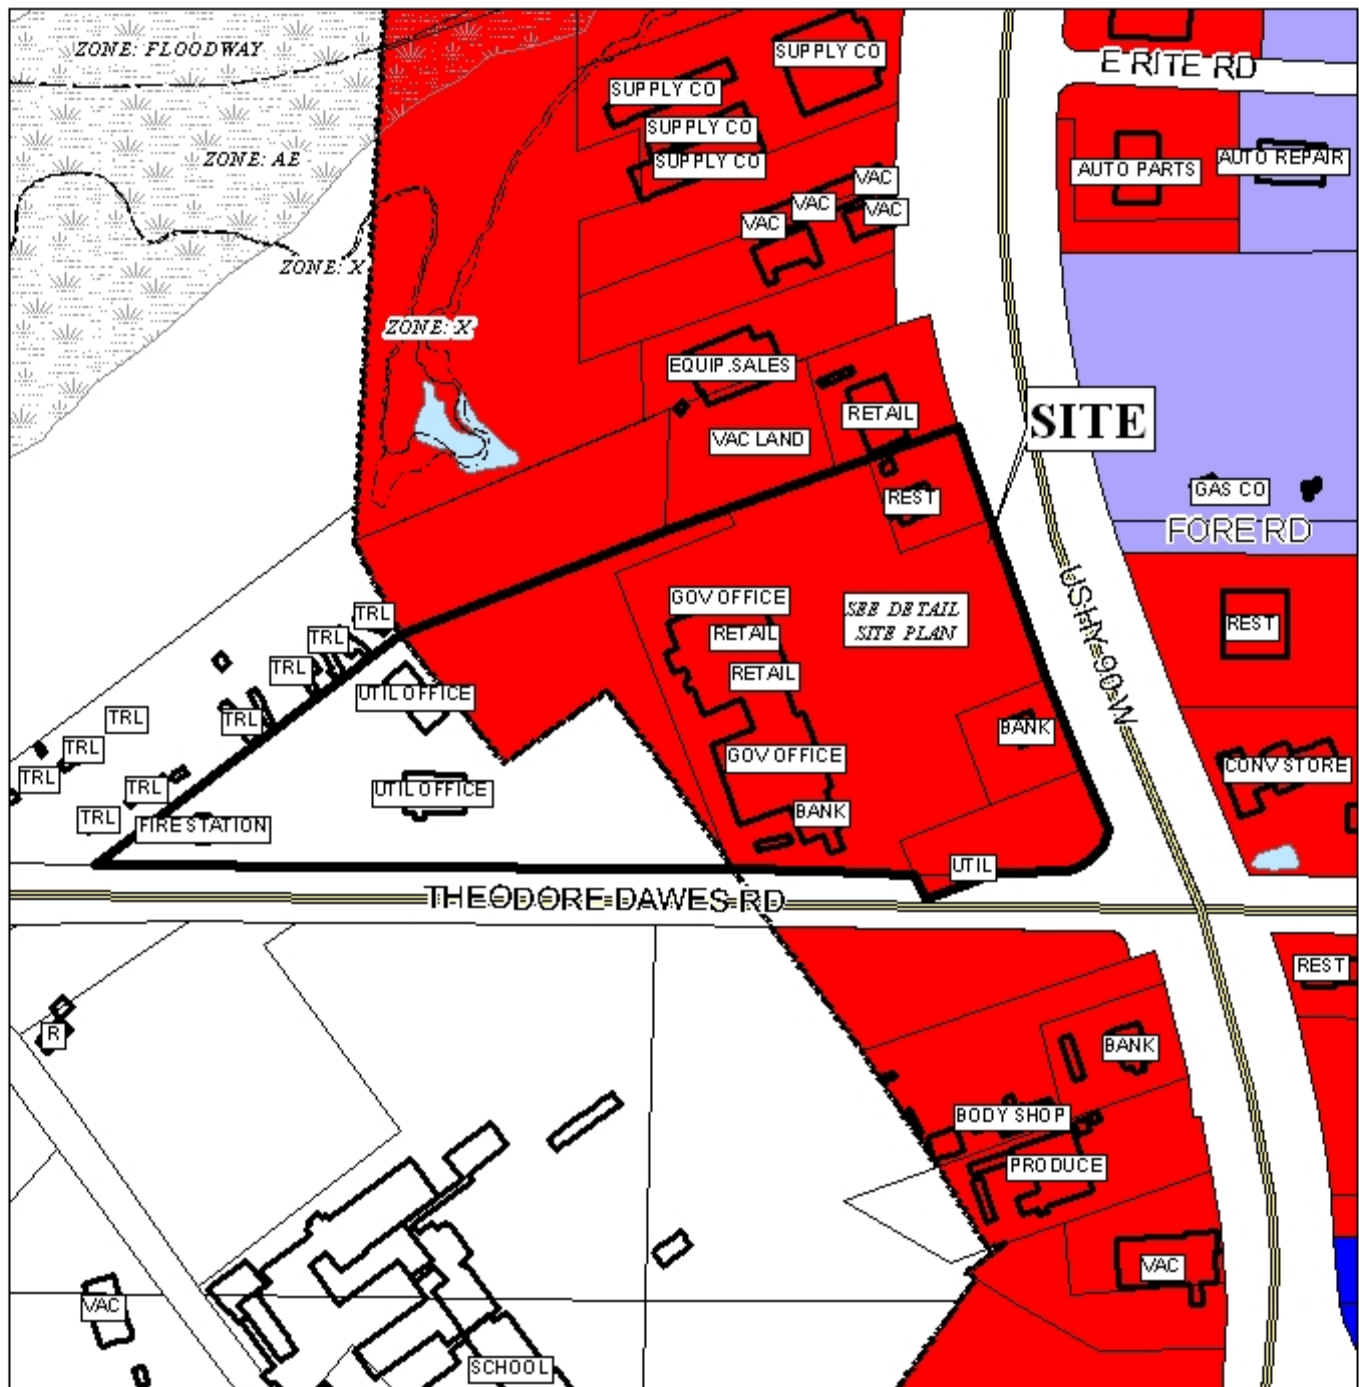 ZONE: FLOODWAY
SUPPLY CO
E RITE RD
SUPPLY CO
SUPPLY CO
SUPPLY CO
ZONE: AE
AUTO PARTS
AUTO REPAIR
VAC
VAC
VAC
VAC
ZONE: X
ZONE: X
EQUIP.SALES
RETAIL
SITE
VAC LAND
REST
GAS CO
FORE RD
GOV OFFICE
SEE DETAIL
SITE PLAN
US HY-90 W
TRL
TRL
RETAIL
REST
TRL
RETAIL
UTIL OFFICE
TRL
TRL
TRL
BANK
GOV OFFICE
CONV STORE
TRL
TRL
UTIL OFFICE
TRL
FIRE STATION
BANK
UTIL
THEODORE DAWES RD
REST
R
BANK
BODY SHOP
PRODUCE
VAC
VAC
SCHOOL